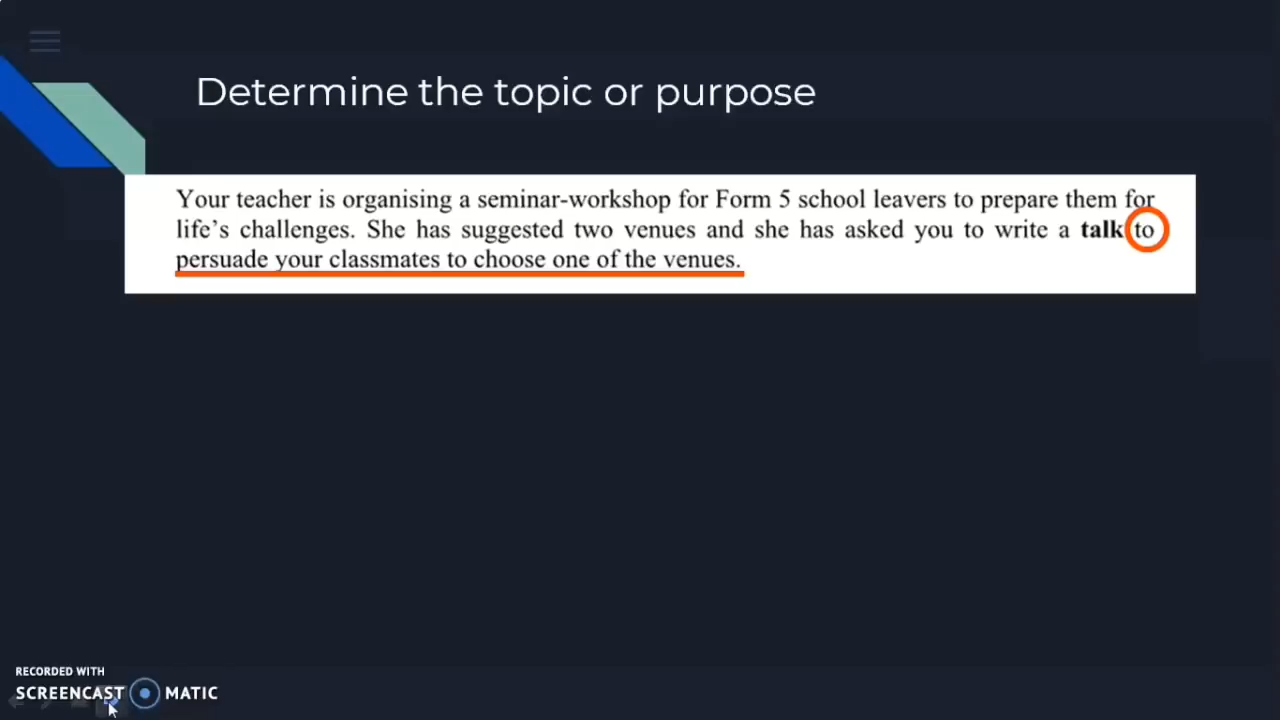 Determine the topic or purpose
Your teacher is organising a seminar-workshop for Form 5 school leavers to prepare them for
life's challenges. She has suggested two venues and she has asked you to write a talk to
persuade your classmates to choose one of the venues.
RECORDED WITH
SCREENCAST MATIC